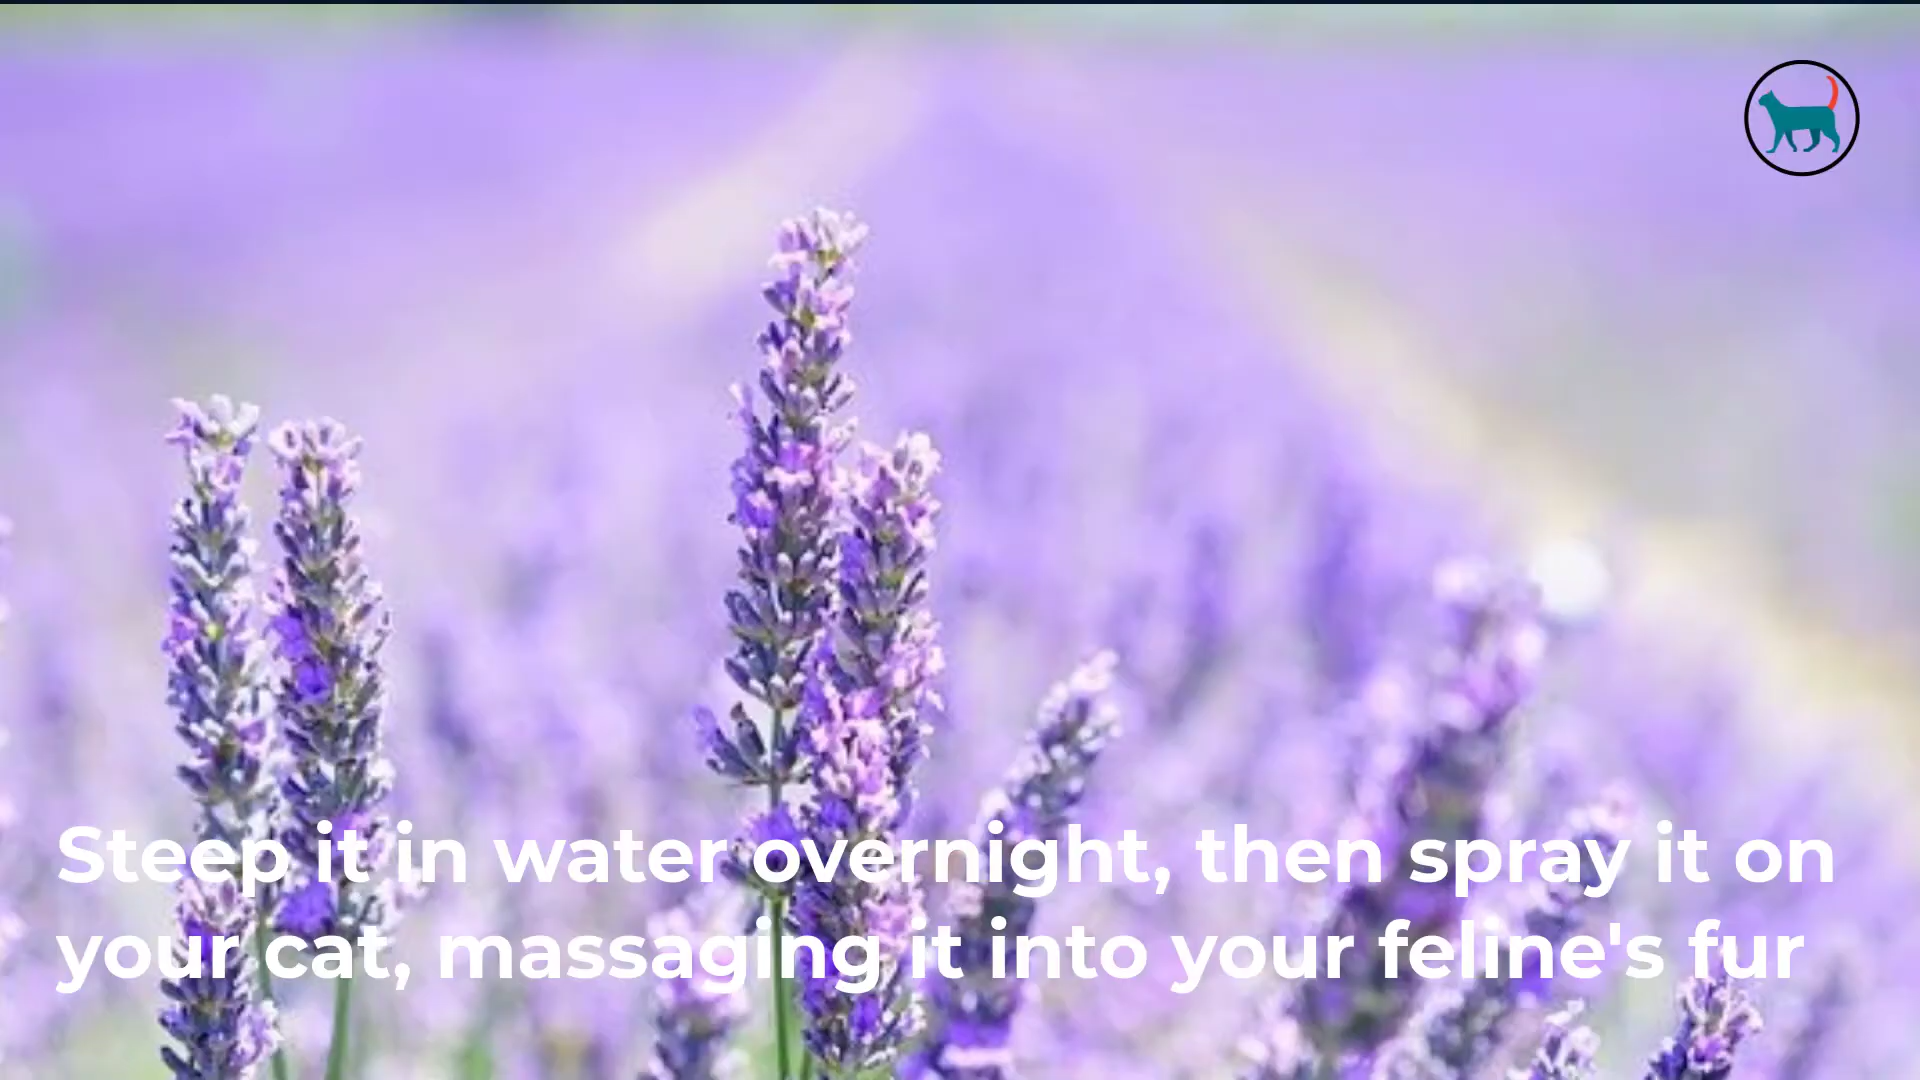 Steep it in water overnight, then spray it on
your cat, massaging it into your feline's fur